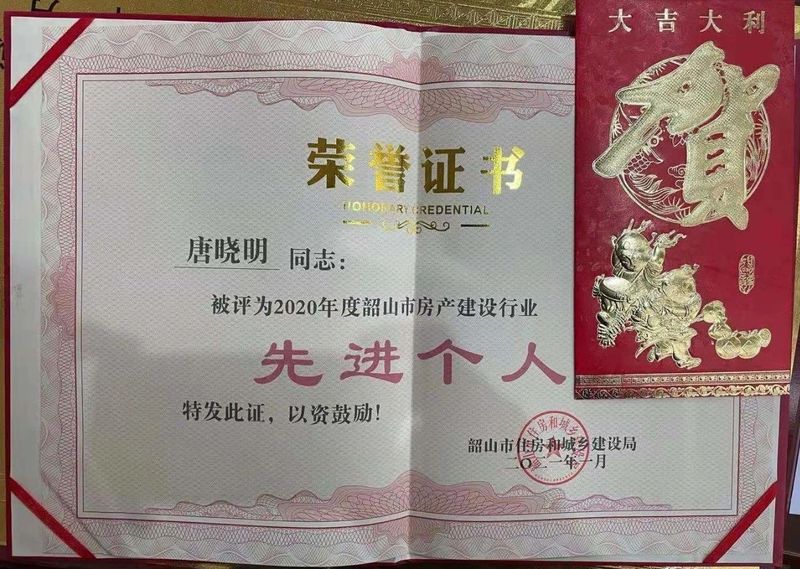 荣誉证书
HONORARY CREDENTIAL
唐晓明 同志：
被评为2020年度韶山市房产建设行业
先进个人
特发此证，以资鼓励！
韶山市住房和城乡建设局
二〇二一年一月
大吉大利
贺